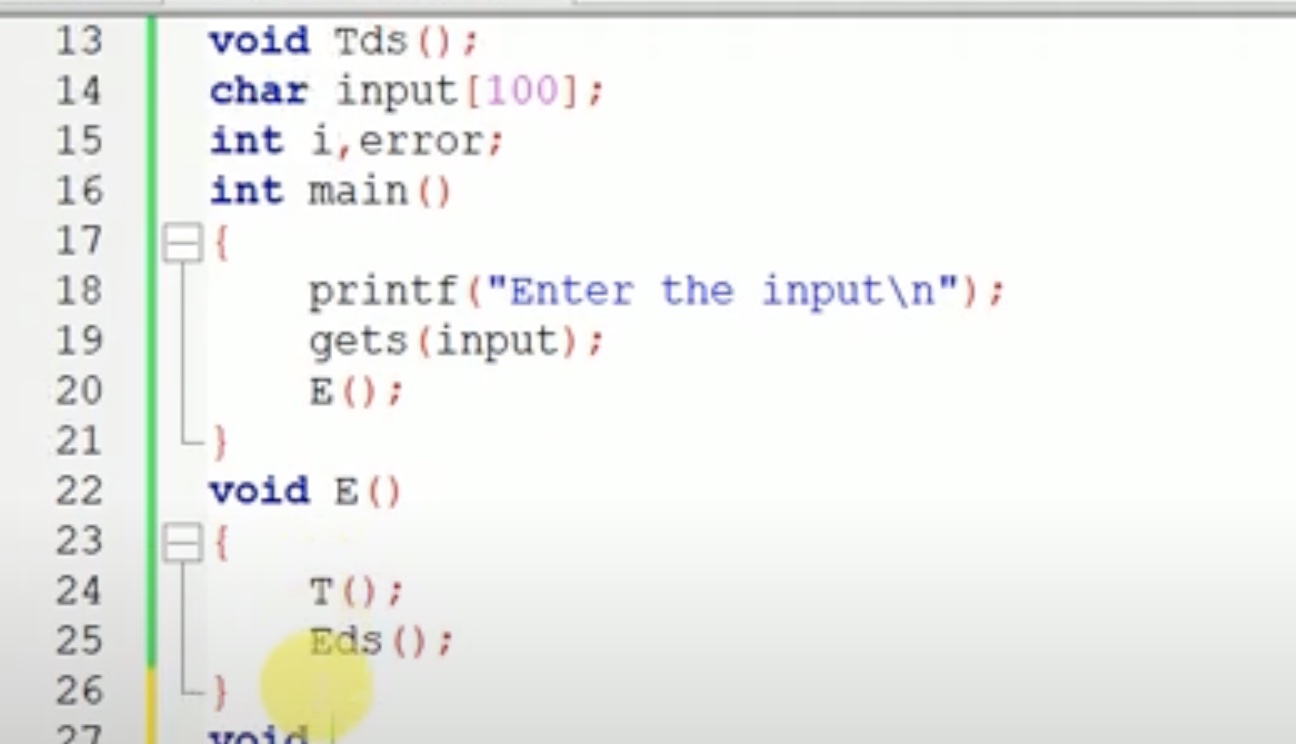 13 void Tds();
14 char input[100];
15 int i,error;
16 int main()
17 {
18 printf("Enter the input\n");
19 gets(input);
20 E();
21 }
22 void E()
23 {
24 T();
25 Eds();
26 }
27 void